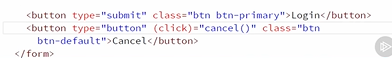 <button type="submit" class="btn btn-primary">Login</button>
<button type="button" (click)="cancel()" class="btn
btn-default">Cancel</button>
</form>